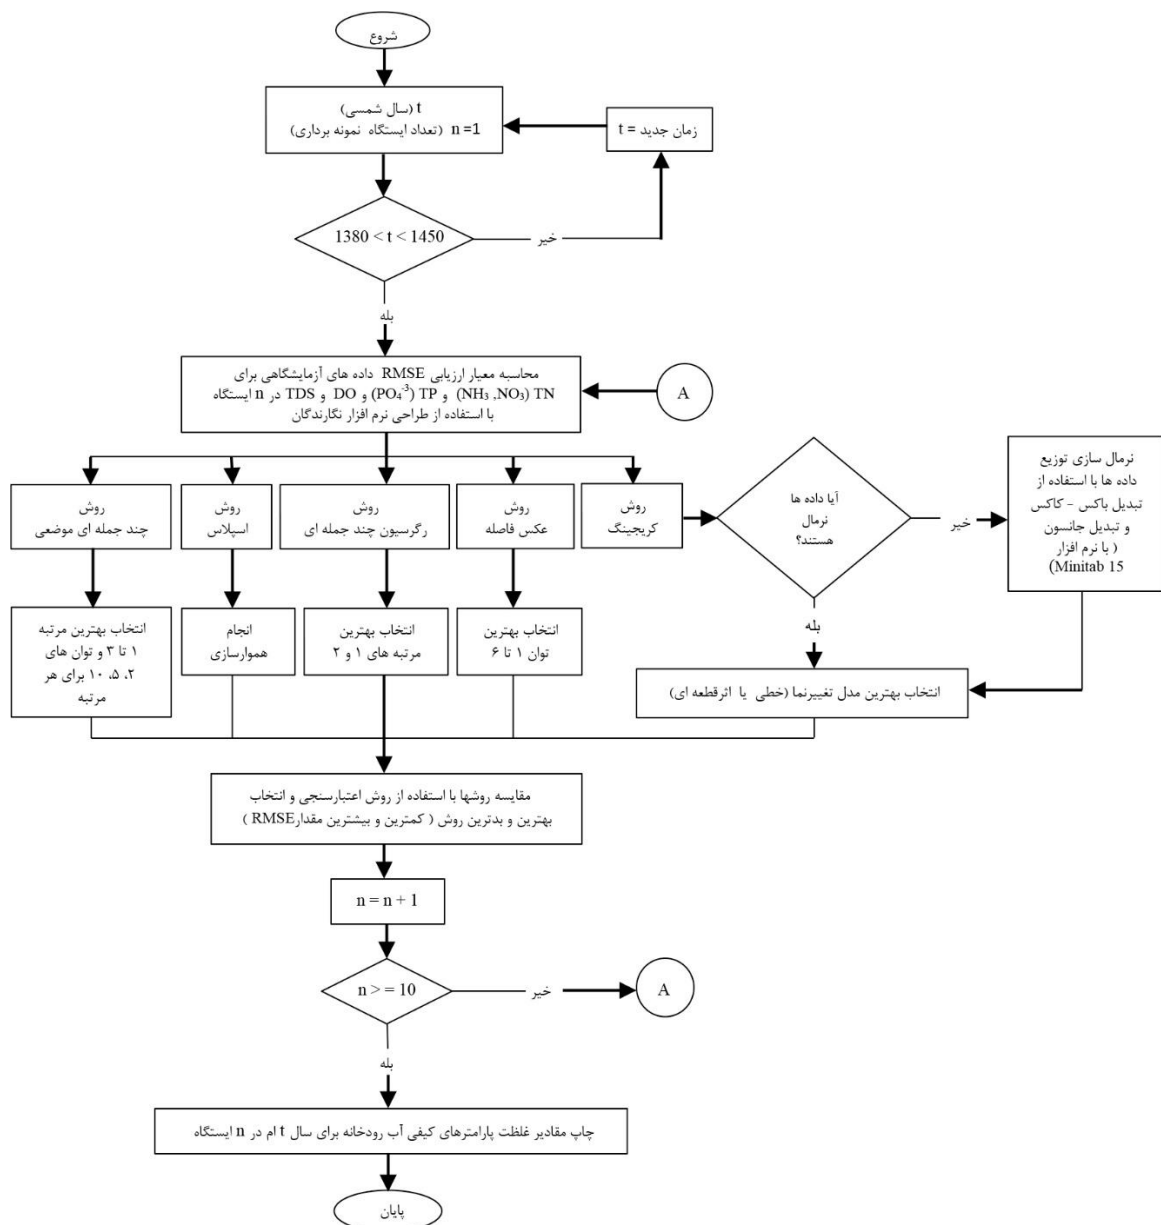 شروع
t (سال شمسی)
n =1 (تعداد ایستگاه نمونه برداری)
t = زمان جدید
1380 < t < 1450
خیر
بله
محاسبه معیار ارزیابی RMSE داده های آزمایشگاهی برای
TN (NH₃ ,NO₃) و TP (PO₄⁻³) و DO و TDS در n ایستگاه
با استفاده از طراحی نرم افزار نگارندگان
A
روش
چند جمله ای موضعی
روش
اسپلاس
روش
رگرسیون چند جمله ای
روش
عکس فاصله
روش
کریجینگ
آیا داده ها
نرمال
هستند؟
خیر
نرمال سازی توزیع
داده ها با استفاده از
تبدیل باکس - کاکس
و تبدیل جانسون
( با نرم افزار
Minitab 15)
بله
انتخاب بهترین مرتبه
۱ تا ۳ و توان های
۲، ۵، ۱۰ برای هر
مرتبه
انجام
هموارسازی
انتخاب بهترین
مرتبه های ۱ و ۲
انتخاب بهترین
توان ۱ تا ۶
انتخاب بهترین مدل تغییرنما (خطی یا اثرقطعه ای)
مقایسه روشها با استفاده از روش اعتبارسنجی و انتخاب
بهترین و بدترین روش ( کمترین و بیشترین مقدارRMSE )
n = n + 1
n > = 10
خیر
A
بله
چاپ مقادیر غلظت پارامترهای کیفی آب رودخانه برای سال t ام در n ایستگاه
پایان